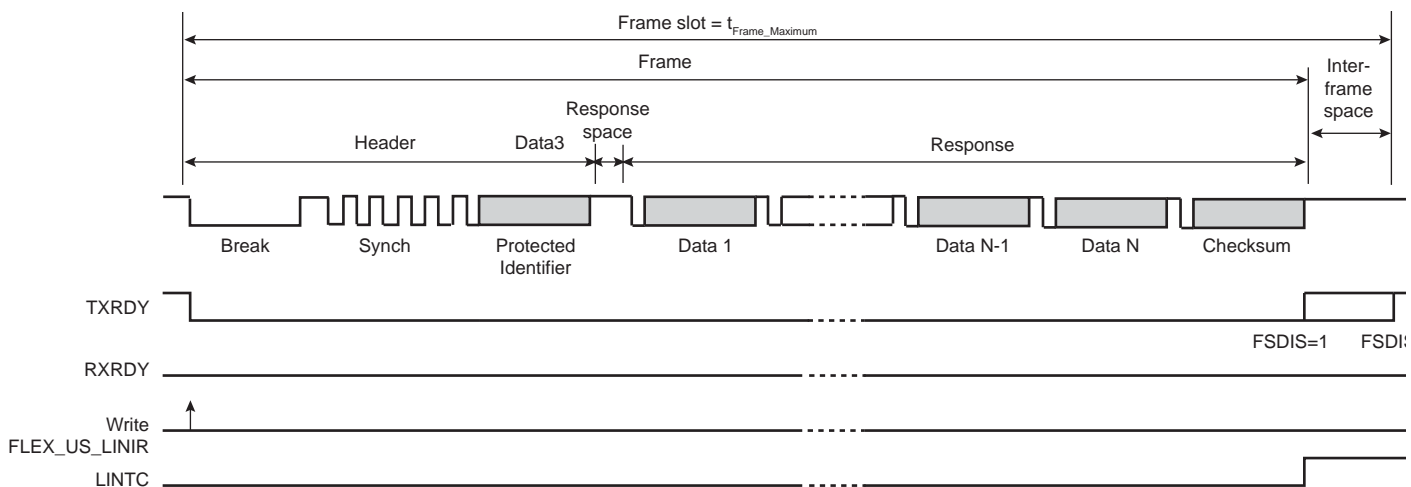 Frame slot = tFrame_Maximum
Frame
Inter-
frame
space
Response
space
Header
Data3
Response
Break
Synch
Protected
Identifier
Data 1
Data N-1
Data N
Checksum
TXRDY
FSDIS=1
FSDIS
RXRDY
Write
FLEX_US_LINIR
LINTC